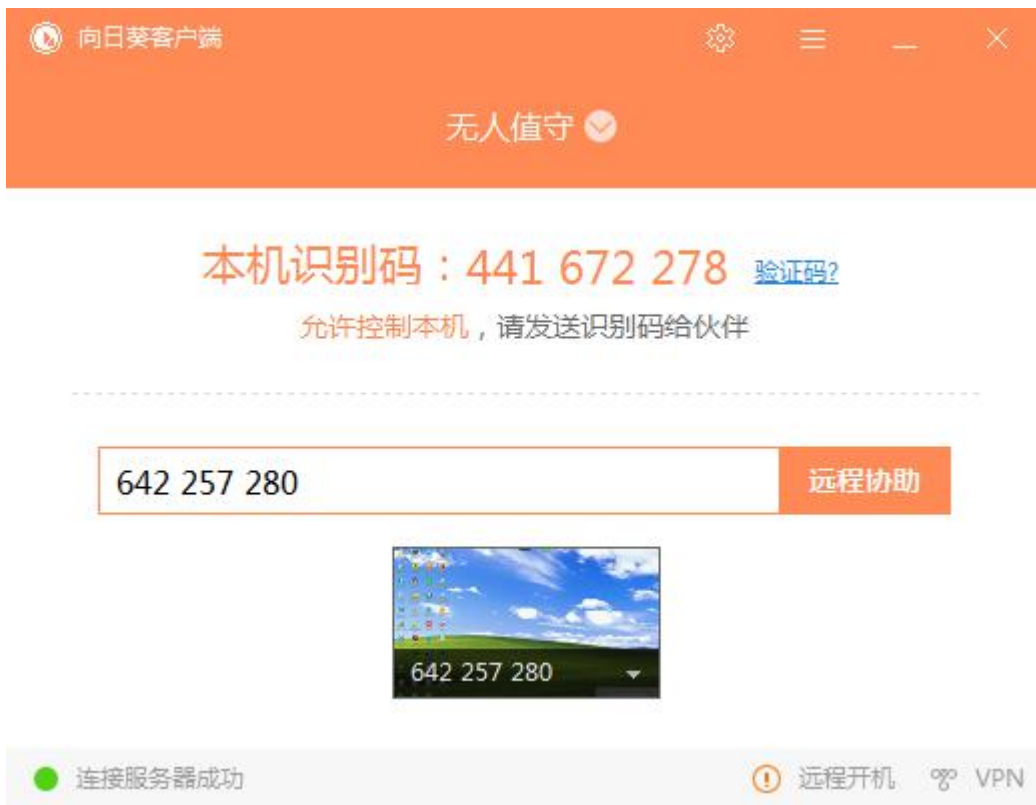 向日葵客户端
无人值守
本机识别码：441 672 278 验证码?
允许控制本机，请发送识别码给伙伴
642 257 280 远程协助
642 257 280
连接服务器成功 远程开机 VPN